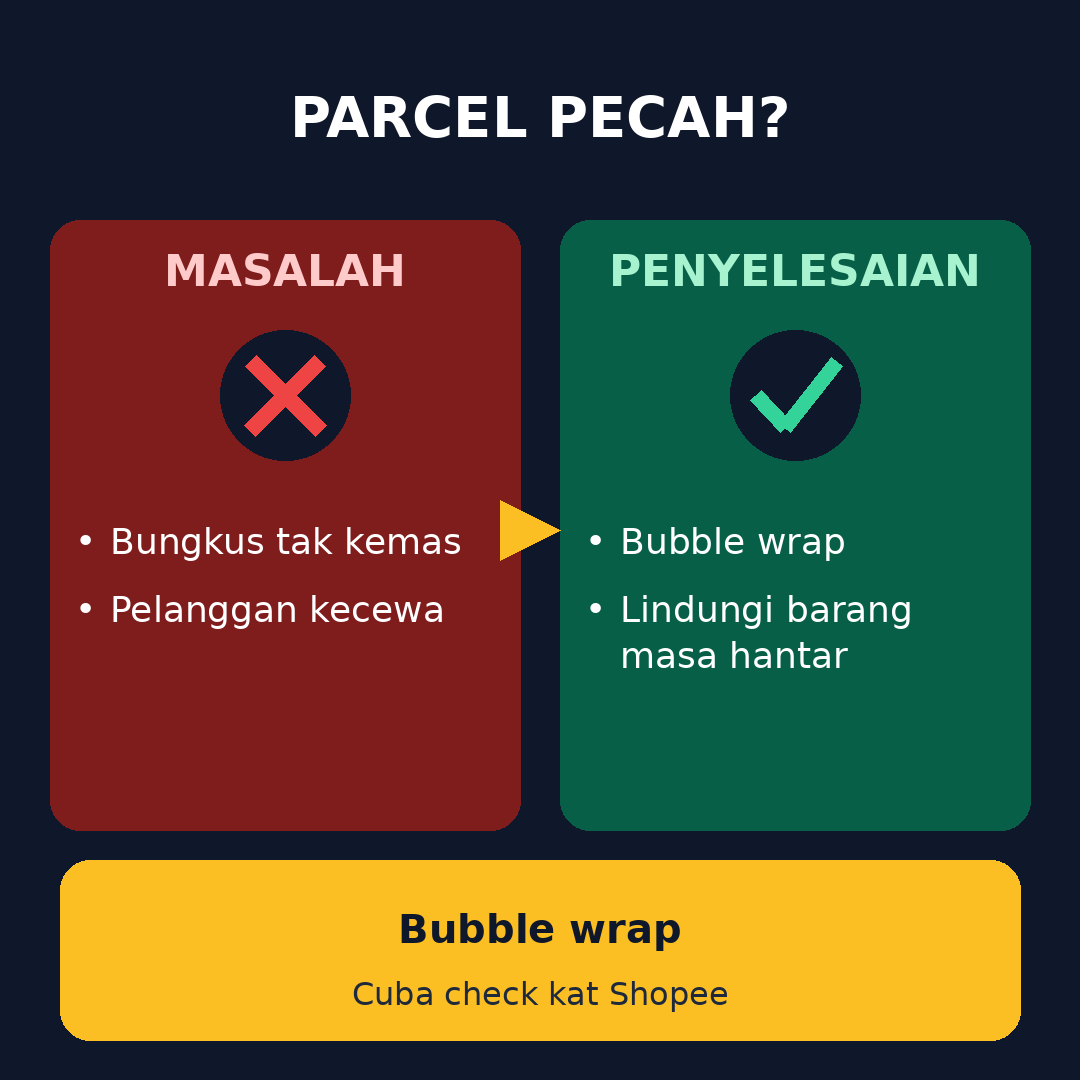 PARCEL PECAH?
MASALAH
• Bungkus tak kemas
• Pelanggan kecewa
PENYELESAIAN
• Bubble wrap
• Lindungi barang
masa hantar
Bubble wrap
Cuba check kat Shopee